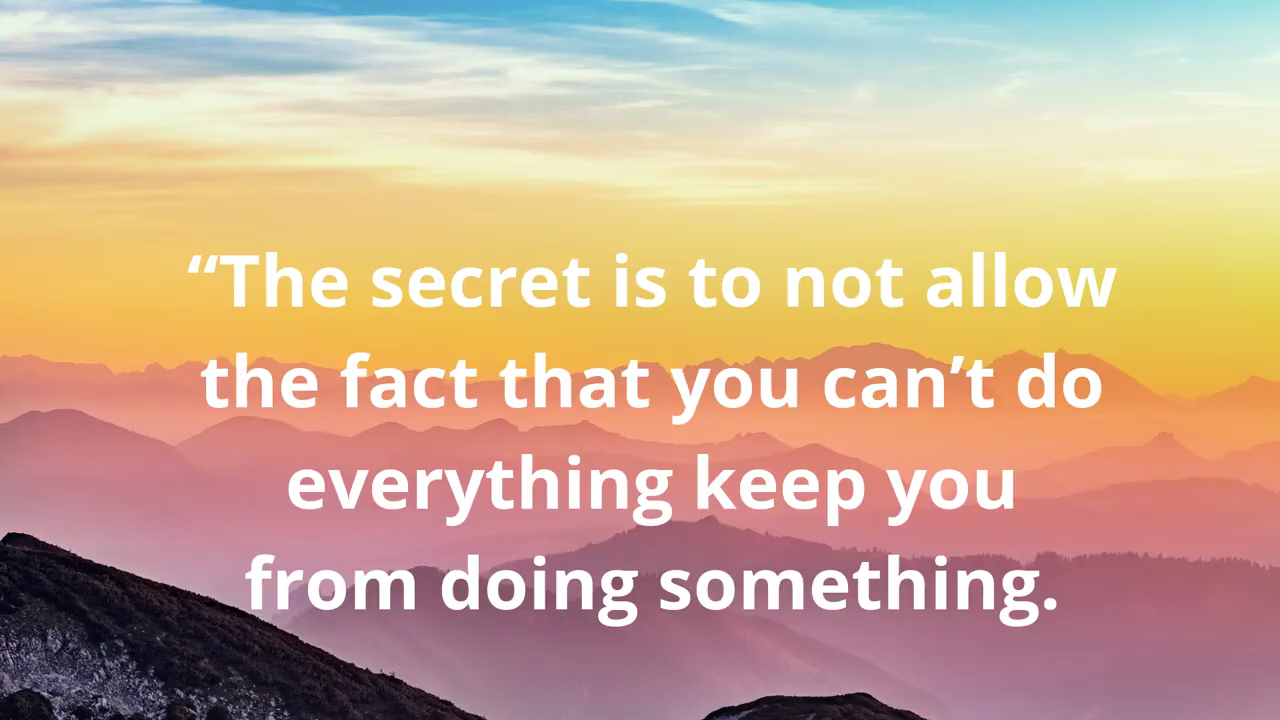 “The secret is to not allow
the fact that you can’t do
everything keep you
from doing something.